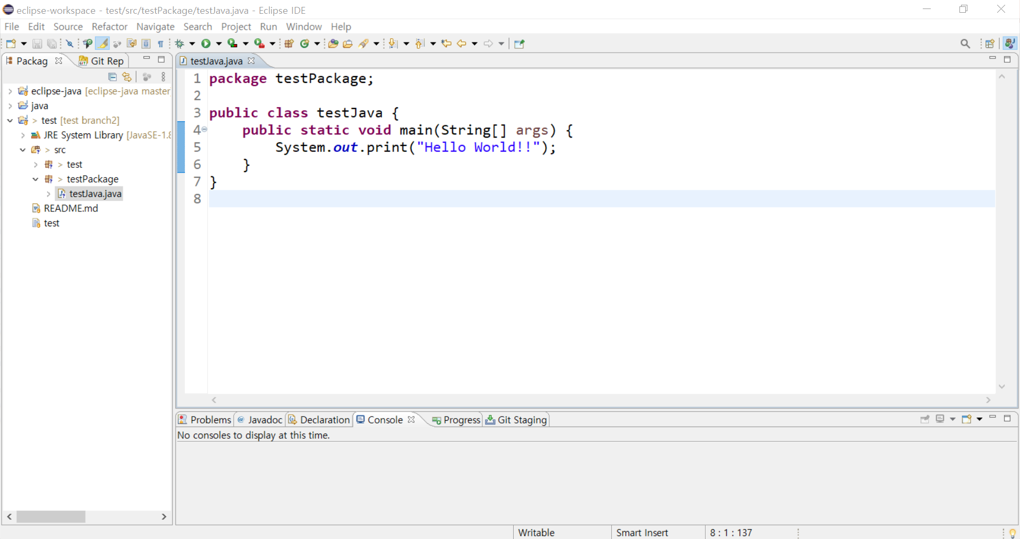 eclipse-workspace - test/src/testPackage/testJava.java - Eclipse IDE
File Edit Source Refactor Navigate Search Project Run Window Help
Packag
Git Rep
eclipse-java [eclipse-java master
java
> test [test branch2]
JRE System Library [JavaSE-1.8
> src
> test
> testPackage
testJava.java
README.md
test
testJava.java
1 package testPackage;
2
3 public class testJava {
4 public static void main(String[] args) {
5 System.out.print("Hello World!!");
6 }
7 }
8
Problems Javadoc Declaration Console Progress Git Staging
No consoles to display at this time.
Writable Smart Insert 8 : 1 : 137